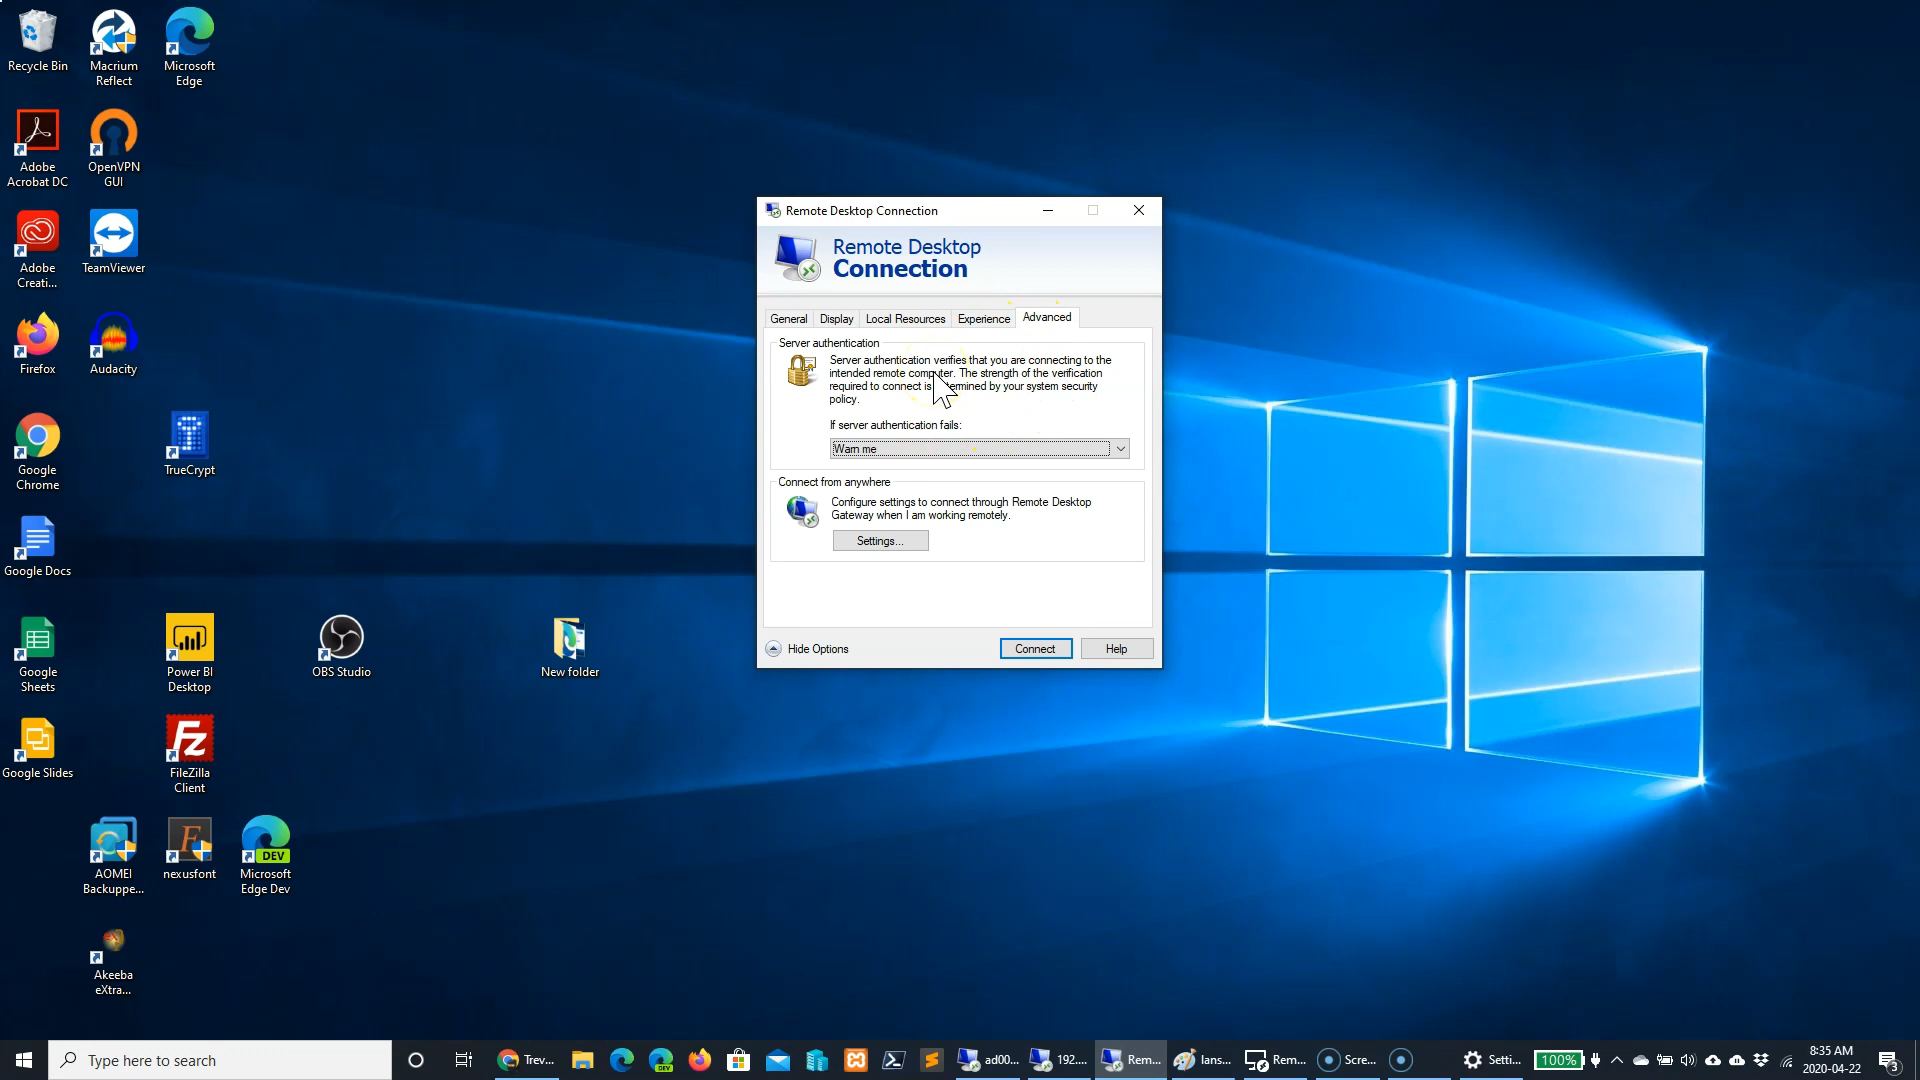 Recycle Bin
Macrium
Reflect
Microsoft
Edge
Adobe
Acrobat DC
OpenVPN
GUI
Adobe
Creati...
TeamViewer
Firefox
Audacity
Google
Chrome
TrueCrypt
Google Docs
Google
Sheets
Power BI
Desktop
OBS Studio
New folder
Google Slides
FileZilla
Client
AOMEI
Backuppe...
nexusfont
DEV
Microsoft
Edge Dev
Akeeba
eXtra...
Remote Desktop Connection
Remote Desktop
Connection
General
Display
Local Resources
Experience
Advanced
Server authentication
Server authentication verifies that you are connecting to the
intended remote computer. The strength of the verification
required to connect is determined by your system security
policy.
If server authentication fails:
Warn me
Connect from anywhere
Configure settings to connect through Remote Desktop
Gateway when I am working remotely.
Settings...
Hide Options
Connect
Help
Type here to search
Trev...
DEV
ad00...
192....
Rem...
lans...
Rem...
Scre...
Setti...
100%
8:35 AM
2020-04-22
3